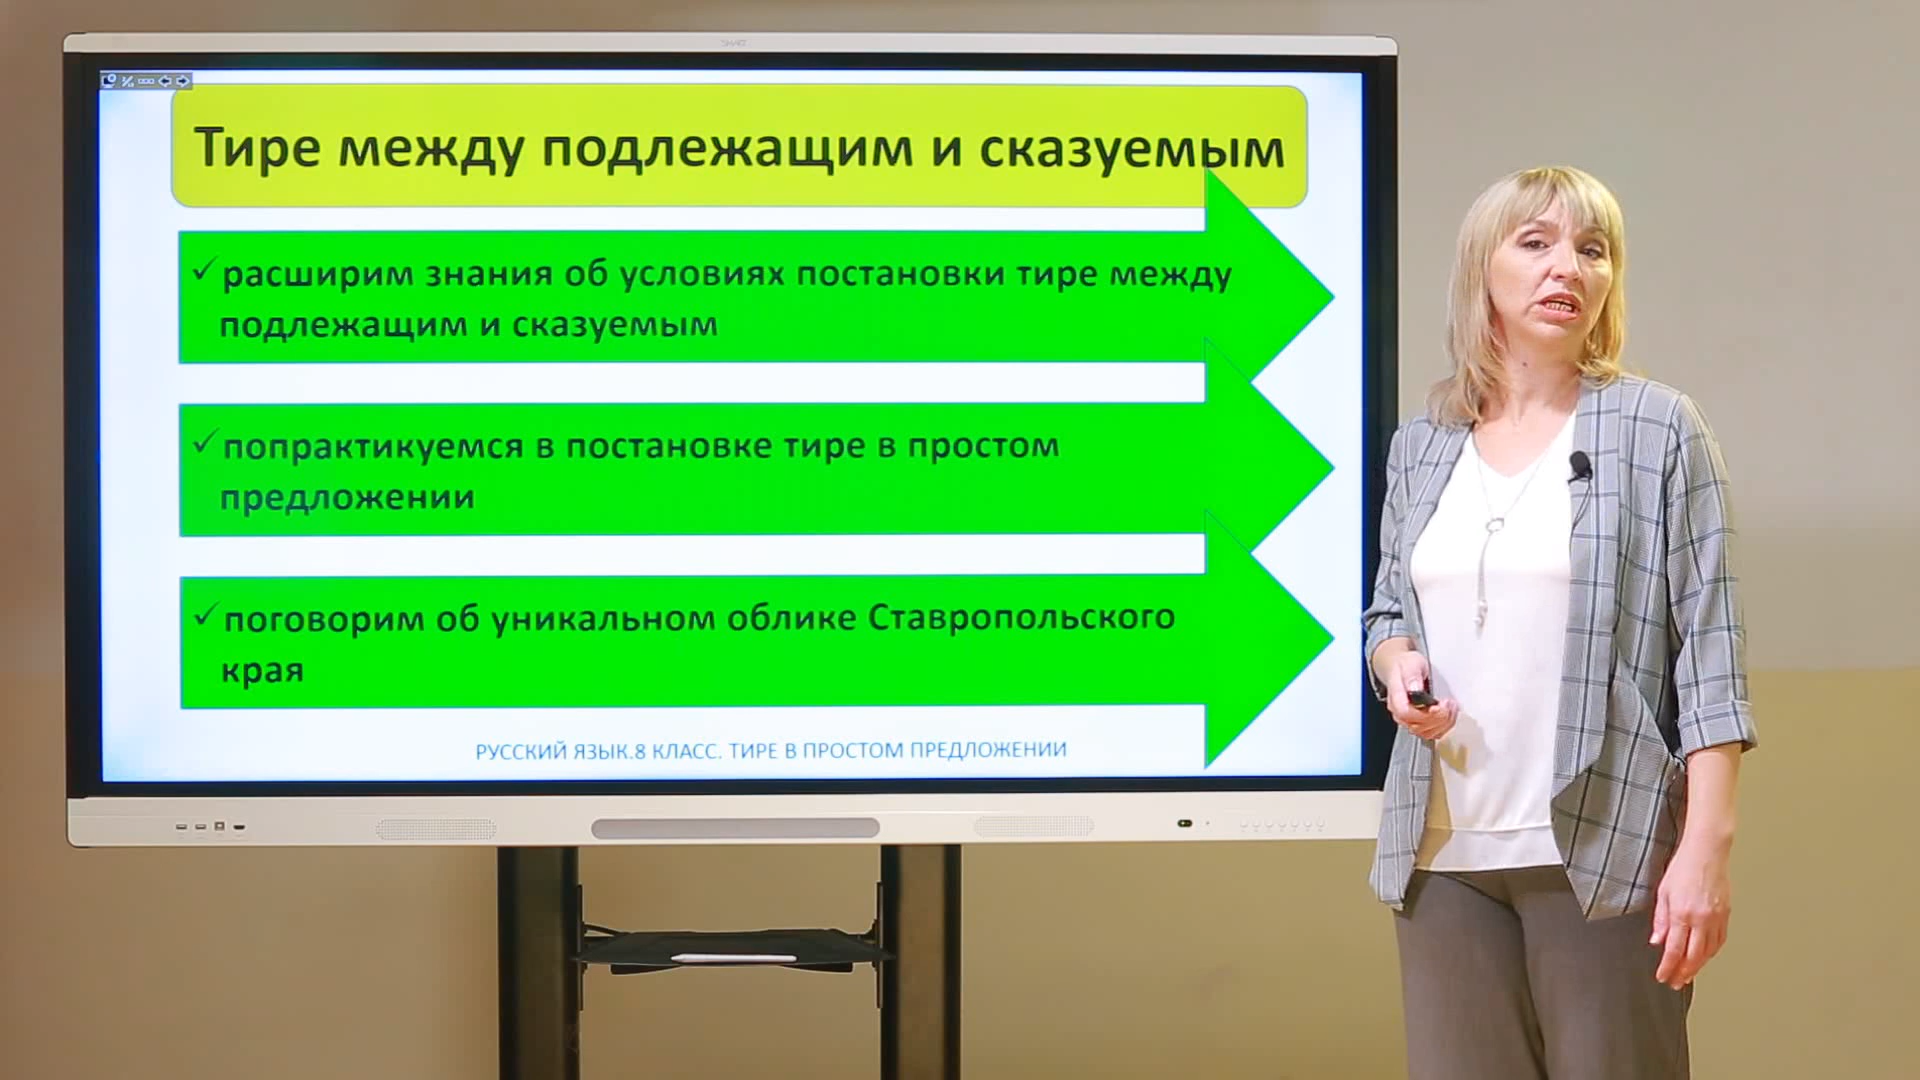 SMART
Тире между подлежащим и сказуемым
✓расширим знания об условиях постановки тире между
подлежащим и сказуемым
✓попрактикуемся в постановке тире в простом
предложении
✓поговорим об уникальном облике Ставропольского
края
РУССКИЙ ЯЗЫК.8 КЛАСС. ТИРЕ В ПРОСТОМ ПРЕДЛОЖЕНИИ